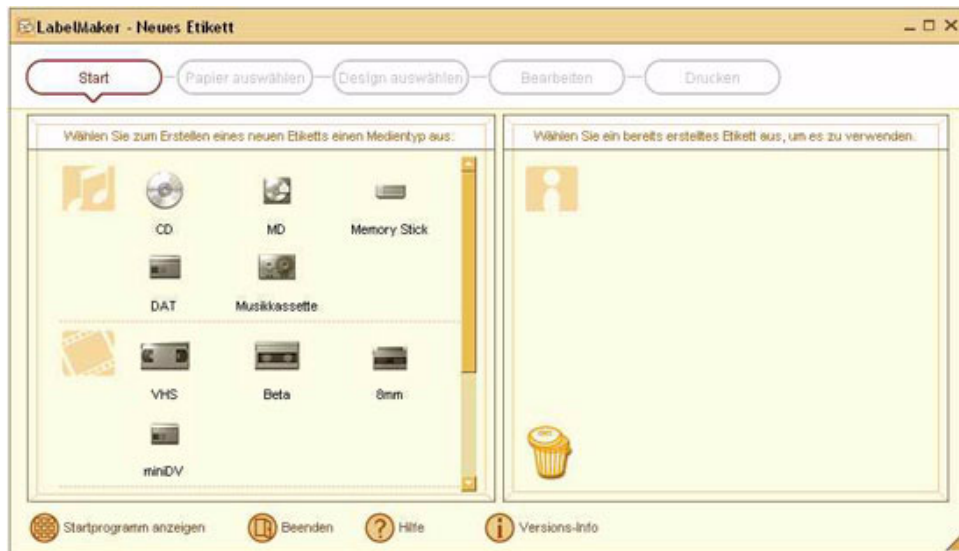 LabelMaker - Neues Etikett
Start
Papier auswählen
Design auswählen
Bearbeiten
Drucken
Wählen Sie zum Erstellen eines neuen Etiketts einen Medientyp aus:
CD
MD
Memory Stick
DAT
Musikkassette
VHS
Beta
8mm
miniDV
Wählen Sie ein bereits erstelltes Etikett aus, um es zu verwenden.
Startprogramm anzeigen
Beenden
Hilfe
Versions-Info